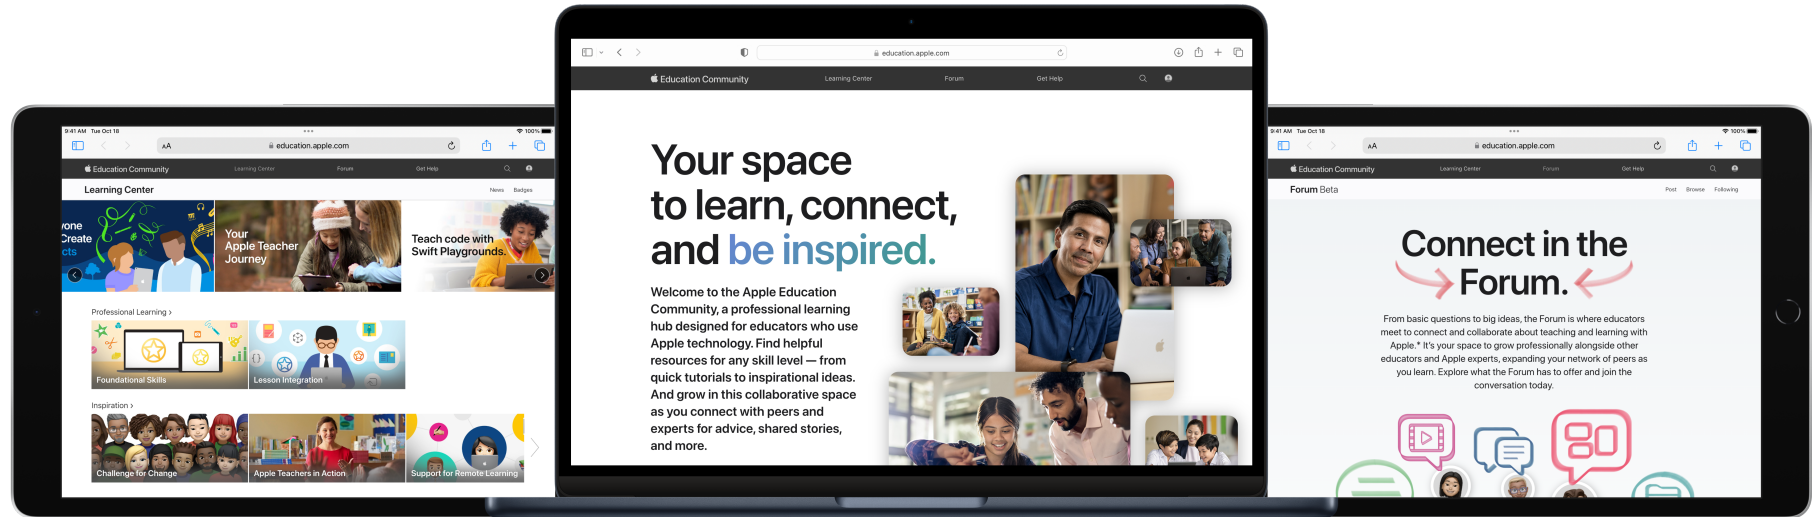 9:41 AM Tue Oct 18
100%
AA
education.apple.com
Education Community
Learning Center
Forum
Get Help
Learning Center
News
Badges
yone
Create
cts
Your
Apple Teacher
Journey
Teach code with
Swift Playgrounds.
Professional Learning >
Foundational Skills
Lesson Integration
Inspiration >
Challenge for Change
Apple Teachers in Action
Support for Remote Learning
education.apple.com
Education Community
Learning Center
Forum
Get Help
Your space
to learn, connect,
and be inspired.
Welcome to the Apple Education
Community, a professional learning
hub designed for educators who use
Apple technology. Find helpful
resources for any skill level — from
quick tutorials to inspirational ideas.
And grow in this collaborative space
as you connect with peers and
experts for advice, shared stories,
and more.
9:41 AM Tue Oct 18
100%
AA
education.apple.com
Education Community
Learning Center
Forum
Get Help
Forum Beta
Post
Browse
Following
Connect in the
Forum.
From basic questions to big ideas, the Forum is where educators
meet to connect and collaborate about teaching and learning with
Apple.* It's your space to grow professionally alongside other
educators and Apple experts, expanding your network of peers as
you learn. Explore what the Forum has to offer and join the
conversation today.